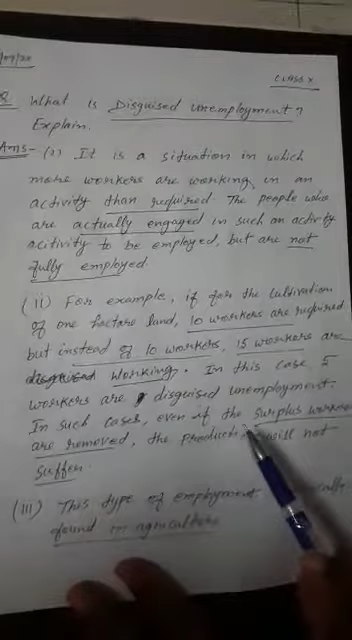 CLASS X
What is Disguised Unemployment?
Explain.
Ans- (i) It is a situation in which
more workers are working in an
activity than required. The people who
are actually engaged in such an activity
acitivity to be employed, but are not
fully employed.
(ii) For example, if for the cultivation
of one hactare land, 10 workers are required
but instead of 10 workers, 15 workers are
disguised working. In this case 5
workers are disguised unemployment.
In such cases, even if the surplus workers
are removed, the will not
suffer.
(iii) This type of employment
found in agriculture